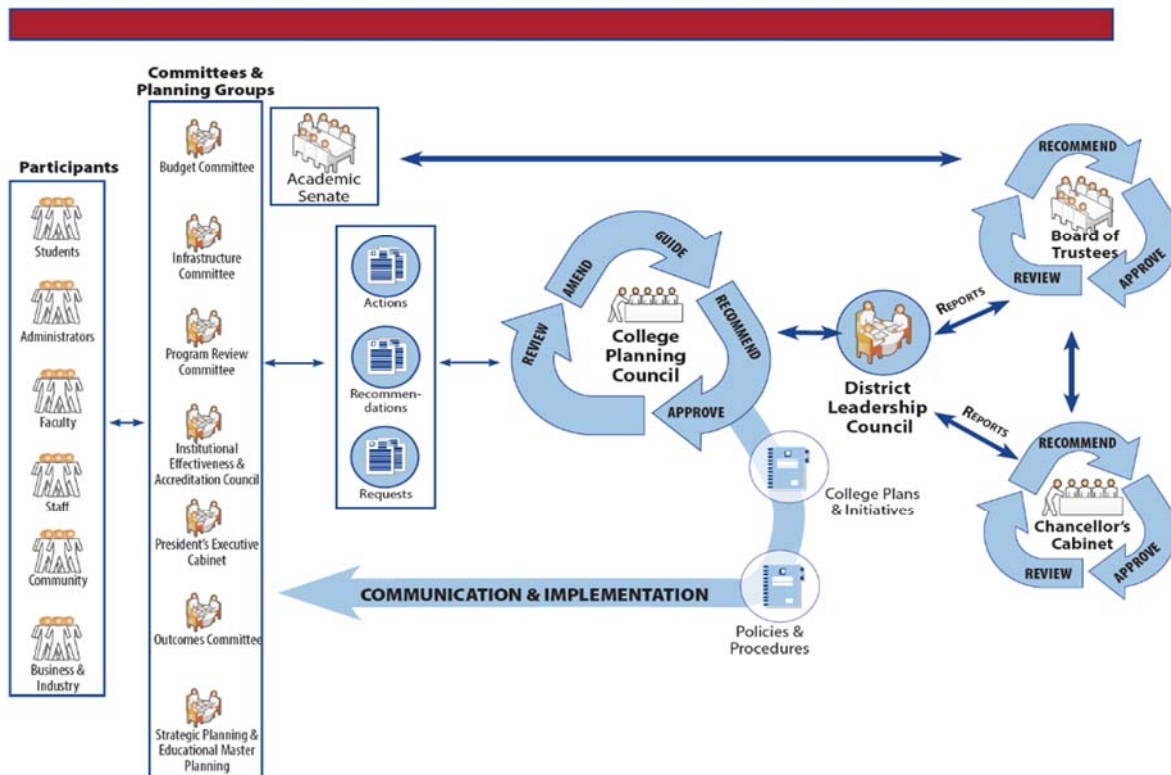 Committees &
Planning Groups
Participants
Students
Administrators
Faculty
Staff
Community
Business &
Industry
Budget Committee
Infrastructure
Committee
Program Review
Committee
Institutional
Effectiveness &
Accreditation Council
President's Executive
Cabinet
Outcomes Committee
Strategic Planning &
Educational Master
Planning
Academic
Senate
Actions
Recommen-
dations
Requests
REVIEW
AMEND
GUIDE
RECOMMEND
APPROVE
College
Planning
Council
College Plans
& Initiatives
Policies &
Procedures
COMMUNICATION & IMPLEMENTATION
District
Leadership
Council
REPORTS
REPORTS
RECOMMEND
APPROVE
REVIEW
Board of
Trustees
RECOMMEND
APPROVE
REVIEW
Chancellor's
Cabinet